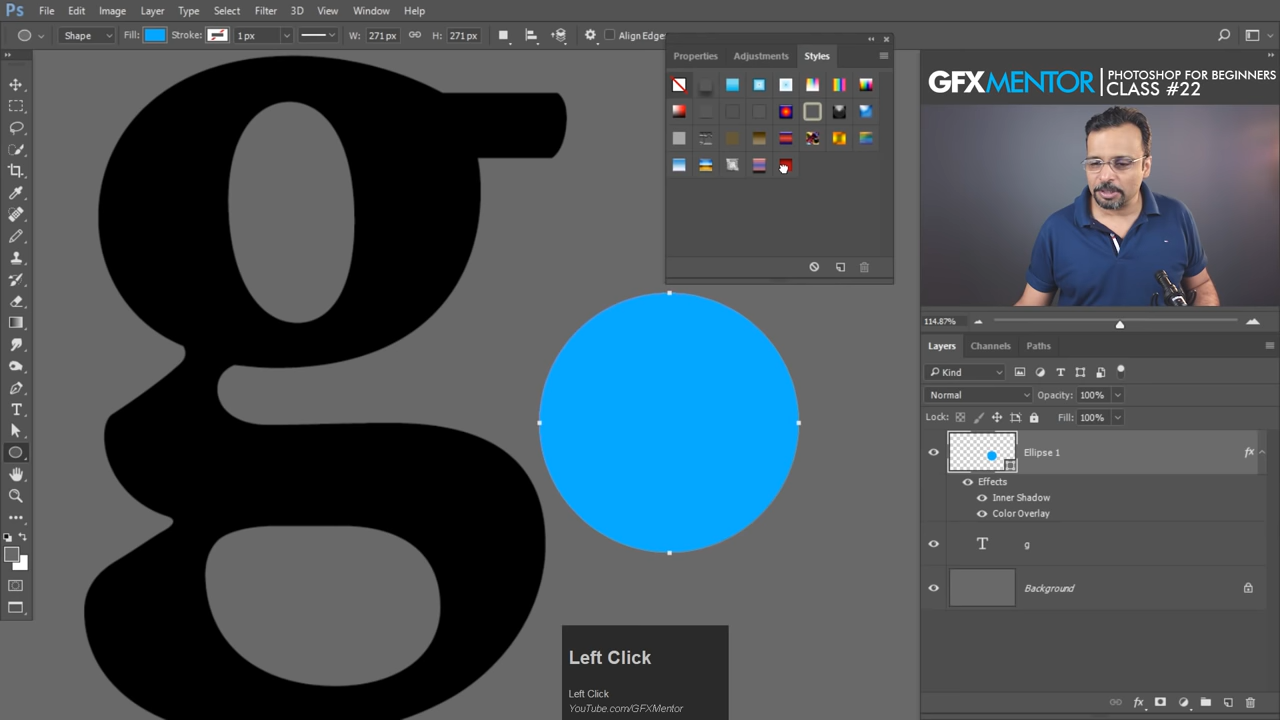 Ps File Edit Image Layer Type Select Filter 3D View Window Help
Shape Fill: Stroke: 1 px W: 271 px H: 271 px Align Edges
Properties Adjustments Styles
GFXMENTOR PHOTOSHOP FOR BEGINNERS
CLASS #22
g
114.87%
Layers Channels Paths
Kind
Normal Opacity: 100%
Lock: Fill: 100%
Ellipse 1 fx
Effects
Inner Shadow
Color Overlay
T g
Background
Left Click
Left Click
YouTube.com/GFXMentor
fx